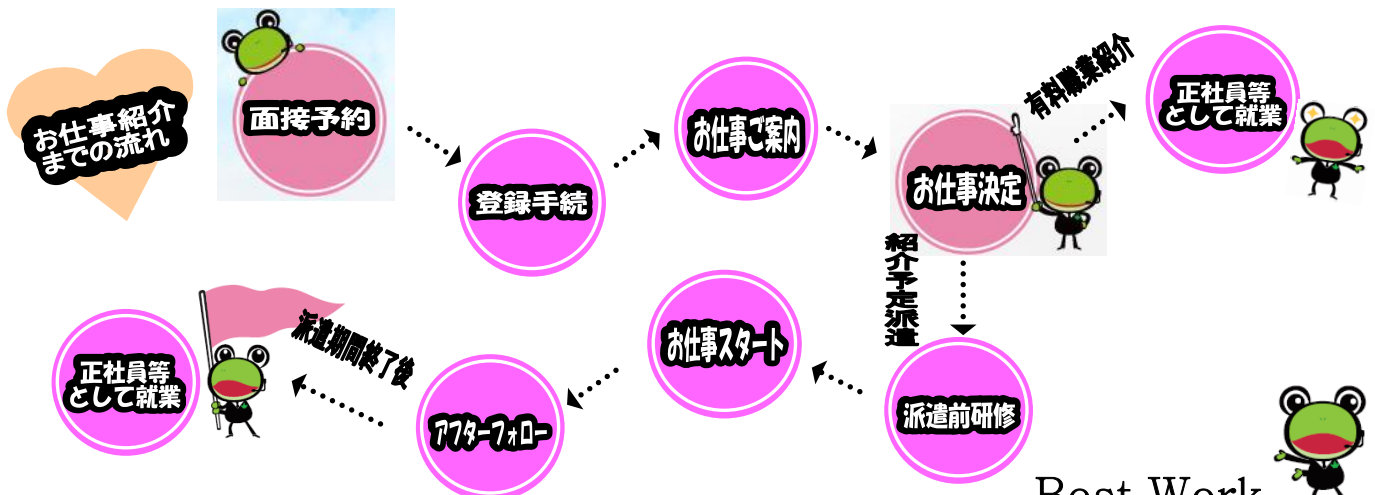 お仕事紹介
までの流れ
面接予約
登録手続
お仕事ご案内
お仕事決定
有料職業紹介
正社員等
として就業
紹介予定派遣
派遣前研修
お仕事スタート
アフターフォロー
派遣期間終了後
正社員等
として就業
Best Work